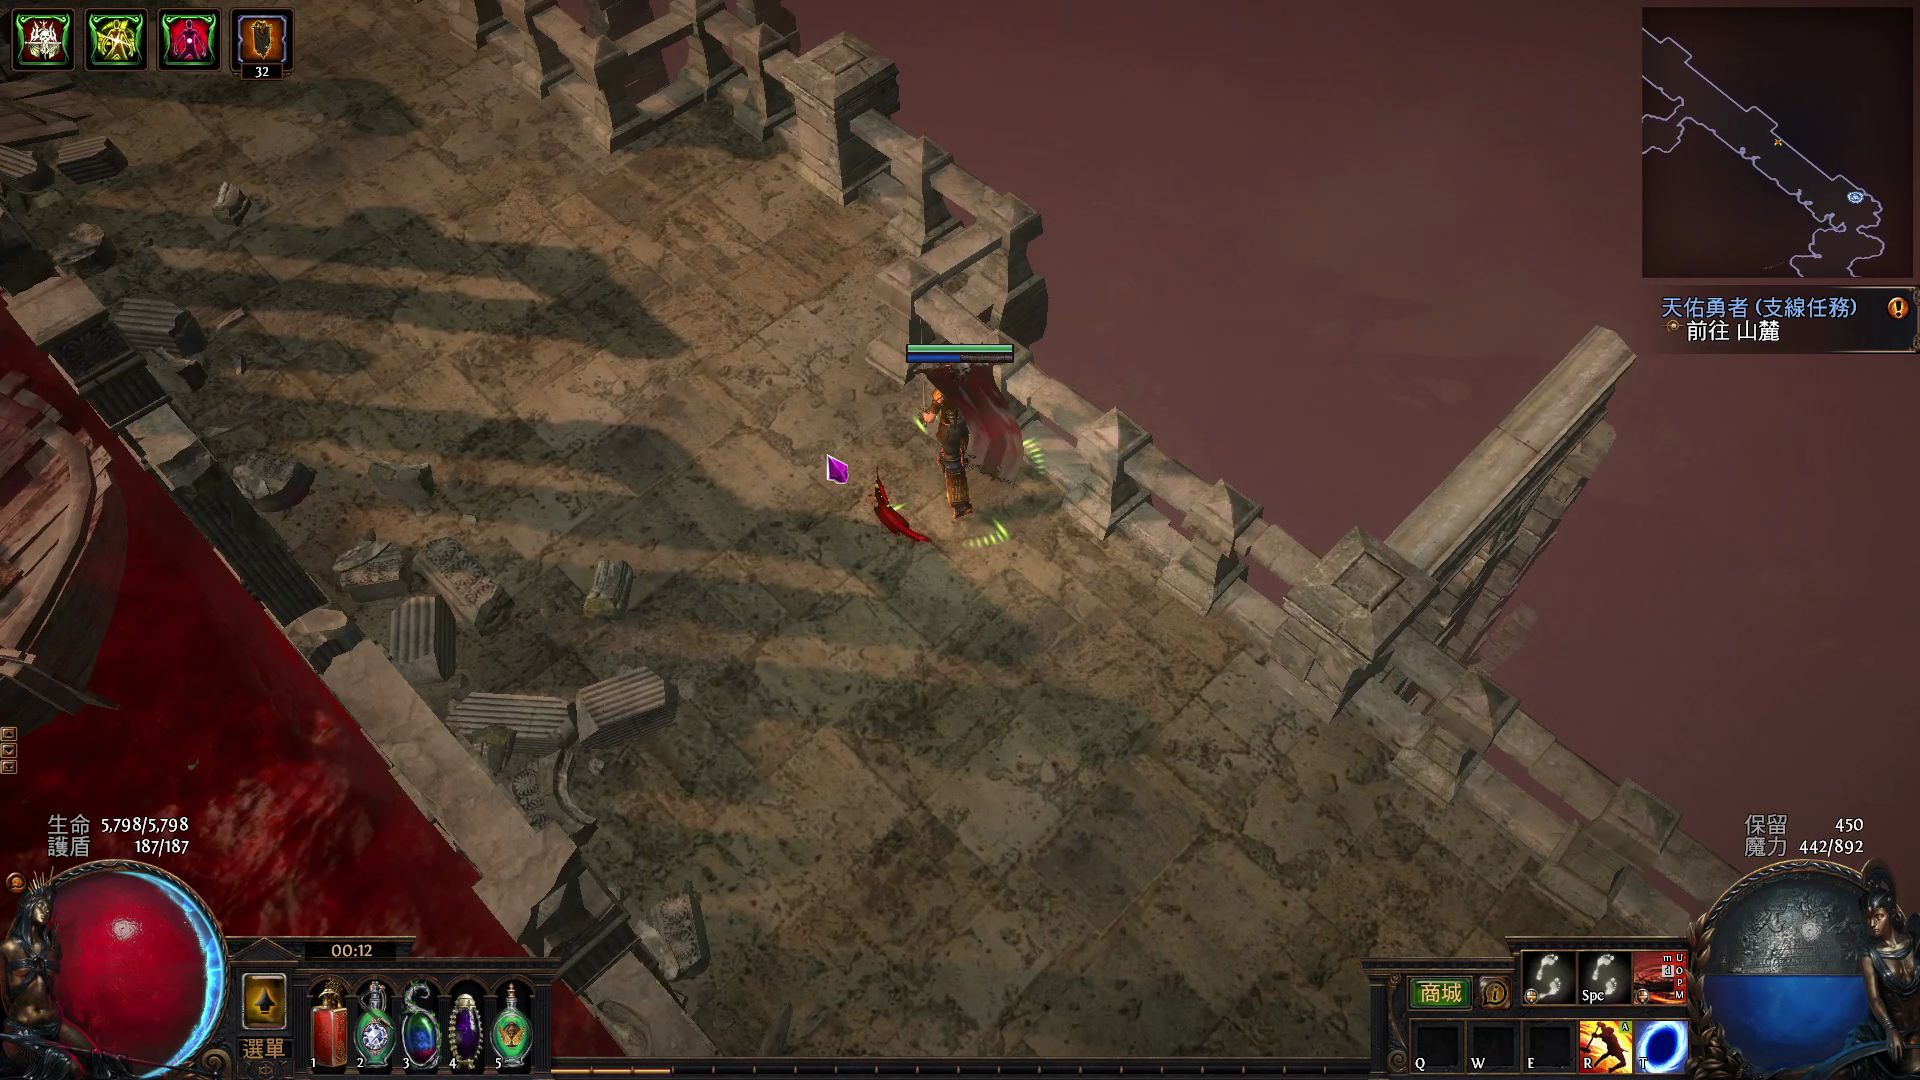 32
天佑勇者 (支線任務)
前往 山麓
生命 5,798/5,798
護盾 187/187
保留 450
魔力 442/892
00:12
選單
1 2 3 4 5
商城
Spc
Q W E R T
A